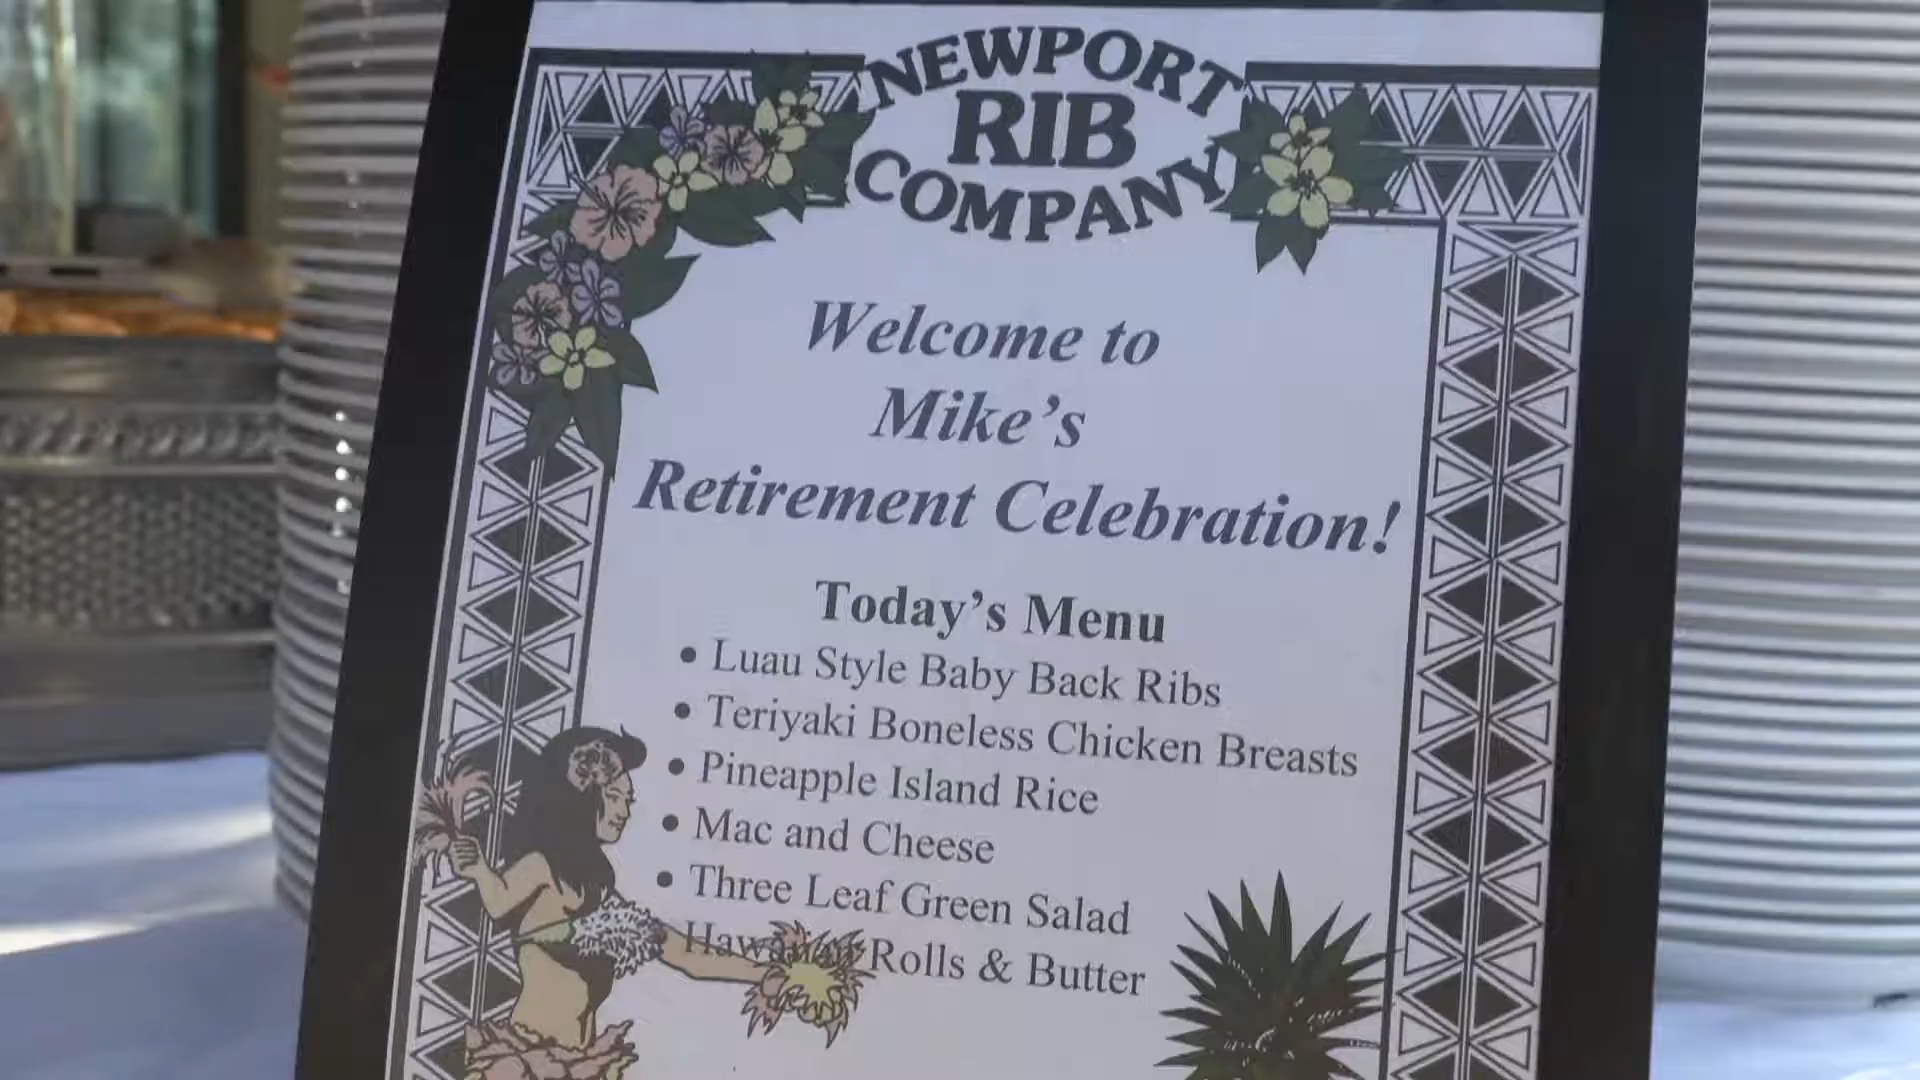 NEWPORT
RIB
COMPANY
Welcome to
Mike's
Retirement Celebration!
Today's Menu
• Luau Style Baby Back Ribs
• Teriyaki Boneless Chicken Breasts
• Pineapple Island Rice
• Mac and Cheese
• Three Leaf Green Salad
Hawaiian Rolls & Butter